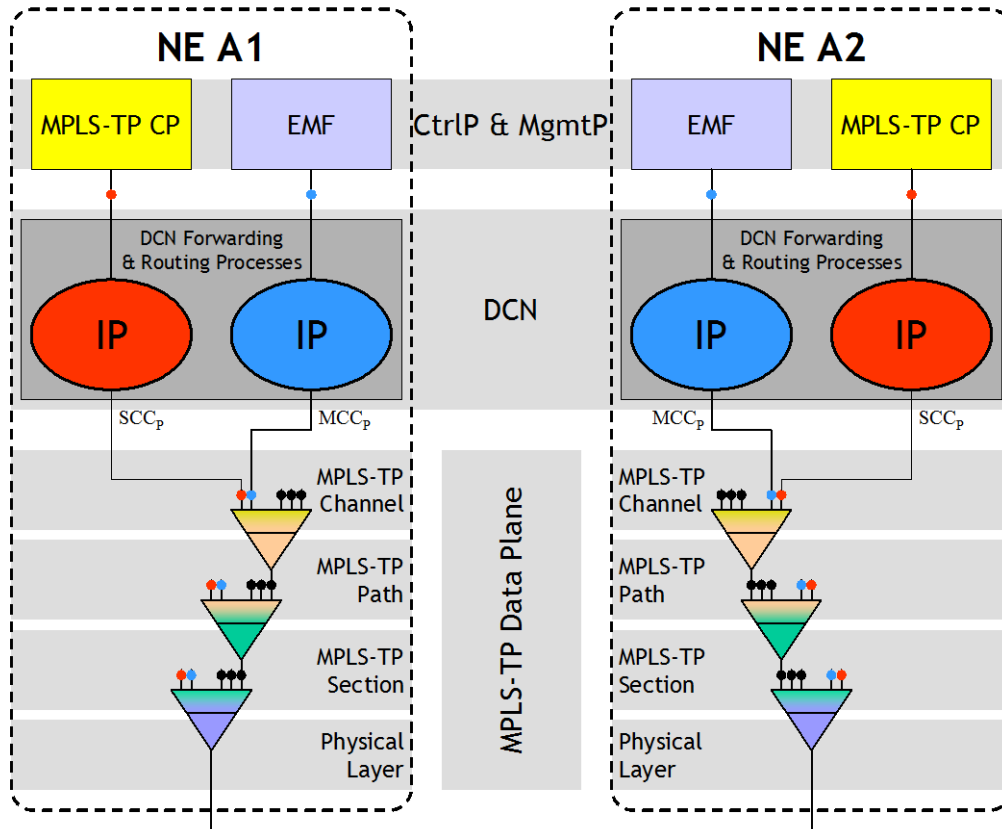 NE A1
NE A2
MPLS-TP CP
EMF
CtrlP & MgmtP
EMF
MPLS-TP CP
DCN Forwarding
& Routing Processes
DCN Forwarding
& Routing Processes
IP
IP
DCN
IP
IP
SCCP
MCCP
MCCP
SCCP
MPLS-TP
Channel
MPLS-TP
Path
MPLS-TP
Section
Physical
Layer
MPLS-TP Data Plane
MPLS-TP
Channel
MPLS-TP
Path
MPLS-TP
Section
Physical
Layer